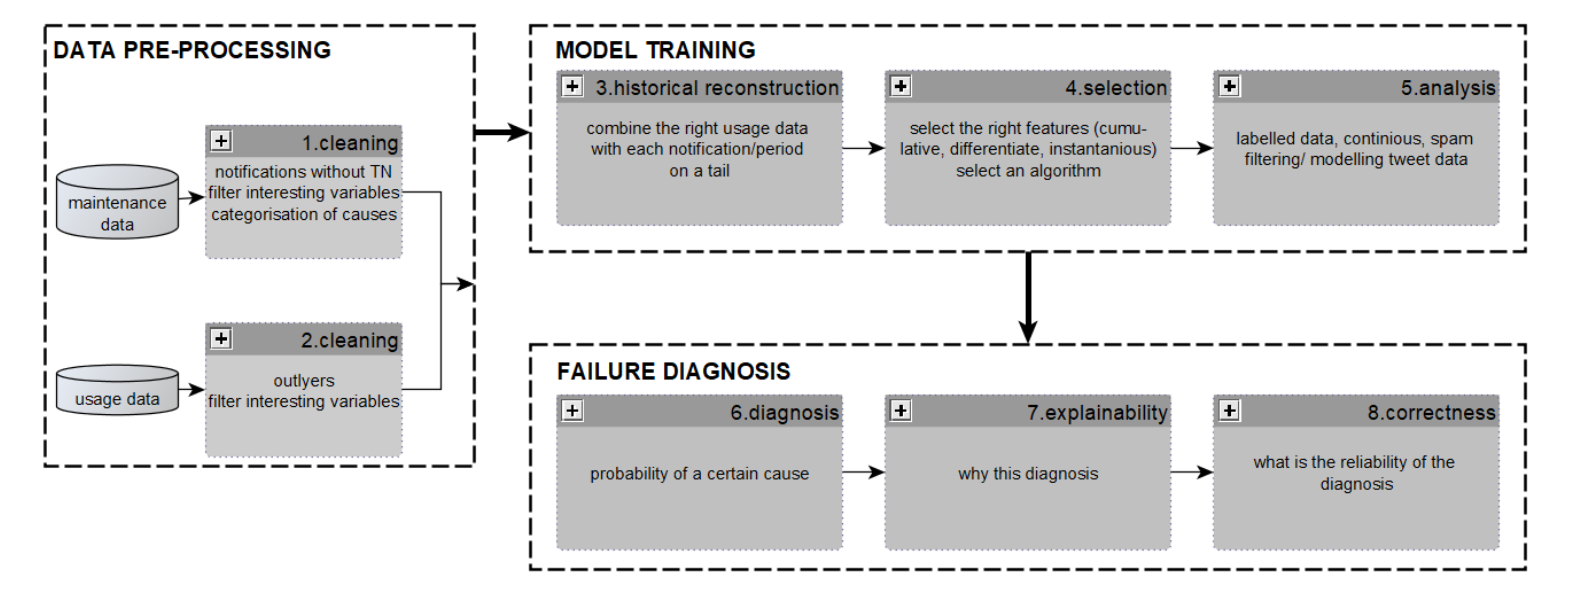 DATA PRE-PROCESSING
maintenance
data
1.cleaning
notifications without TN
filter interesting variables
categorisation of causes
usage data
2.cleaning
outlyers
filter interesting variables
MODEL TRAINING
3.historical reconstruction
combine the right usage data
with each notification/period
on a tail
4.selection
select the right features (cumu-
lative, differentiate, instantanious)
select an algorithm
5.analysis
labelled data, continious, spam
filtering/ modelling tweet data
FAILURE DIAGNOSIS
6.diagnosis
probability of a certain cause
7.explainability
why this diagnosis
8.correctness
what is the reliability of the
diagnosis